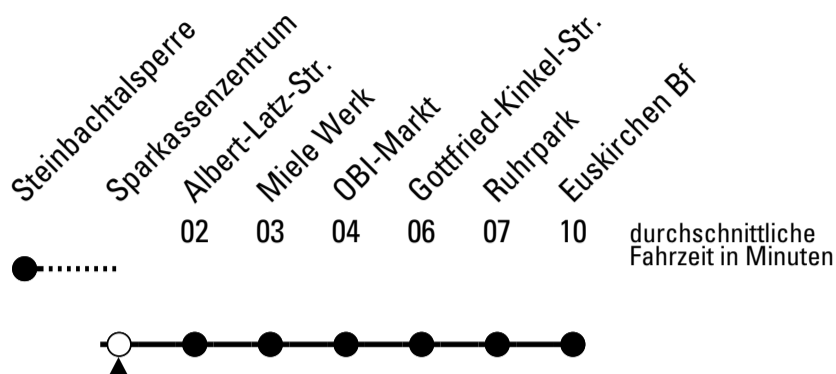 Steinbachtalsperre
Sparkassenzentrum
Albert-Latz-Str.
Miele Werk
OBI-Markt
Gottfried-Kinkel-Str.
Ruhrpark
Euskirchen Bf
02 03 04 06 07 10
durchschnittliche
Fahrzeit in Minuten